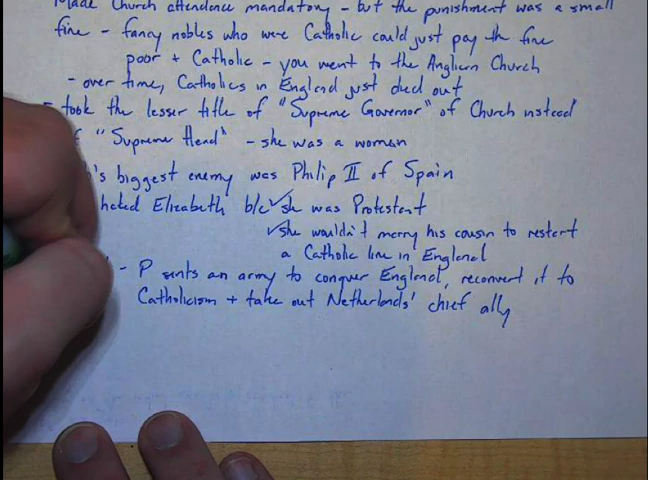 Made Church attendance mandatory - but the punishment was a small
fine - fancy nobles who were Catholic could just pay the fine
poor + Catholic - you went to the Anglican Church
- over time, Catholics in England just died out
- took the lesser title of "Supreme Governor" of Church instead
"Supreme Head" - she was a woman
's biggest enemy was Philip II of Spain
hated Elizabeth b/c ✓she was Protestant
✓she wouldn't marry his cousin to restart
a Catholic line in England
- P sents an army to conquer England, reconvert it to
Catholicism + take out Netherlands' chief ally